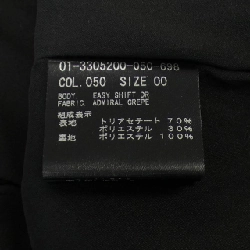 01-3305200-050-696
COL.050 SIZE 00
BODY EASY SHIFT DR
FABRIC ADMIRAL CREPE
組成表示
表地 トリアセテート 70%
ポリエステル 30%
裏地 ポリエステル 100%